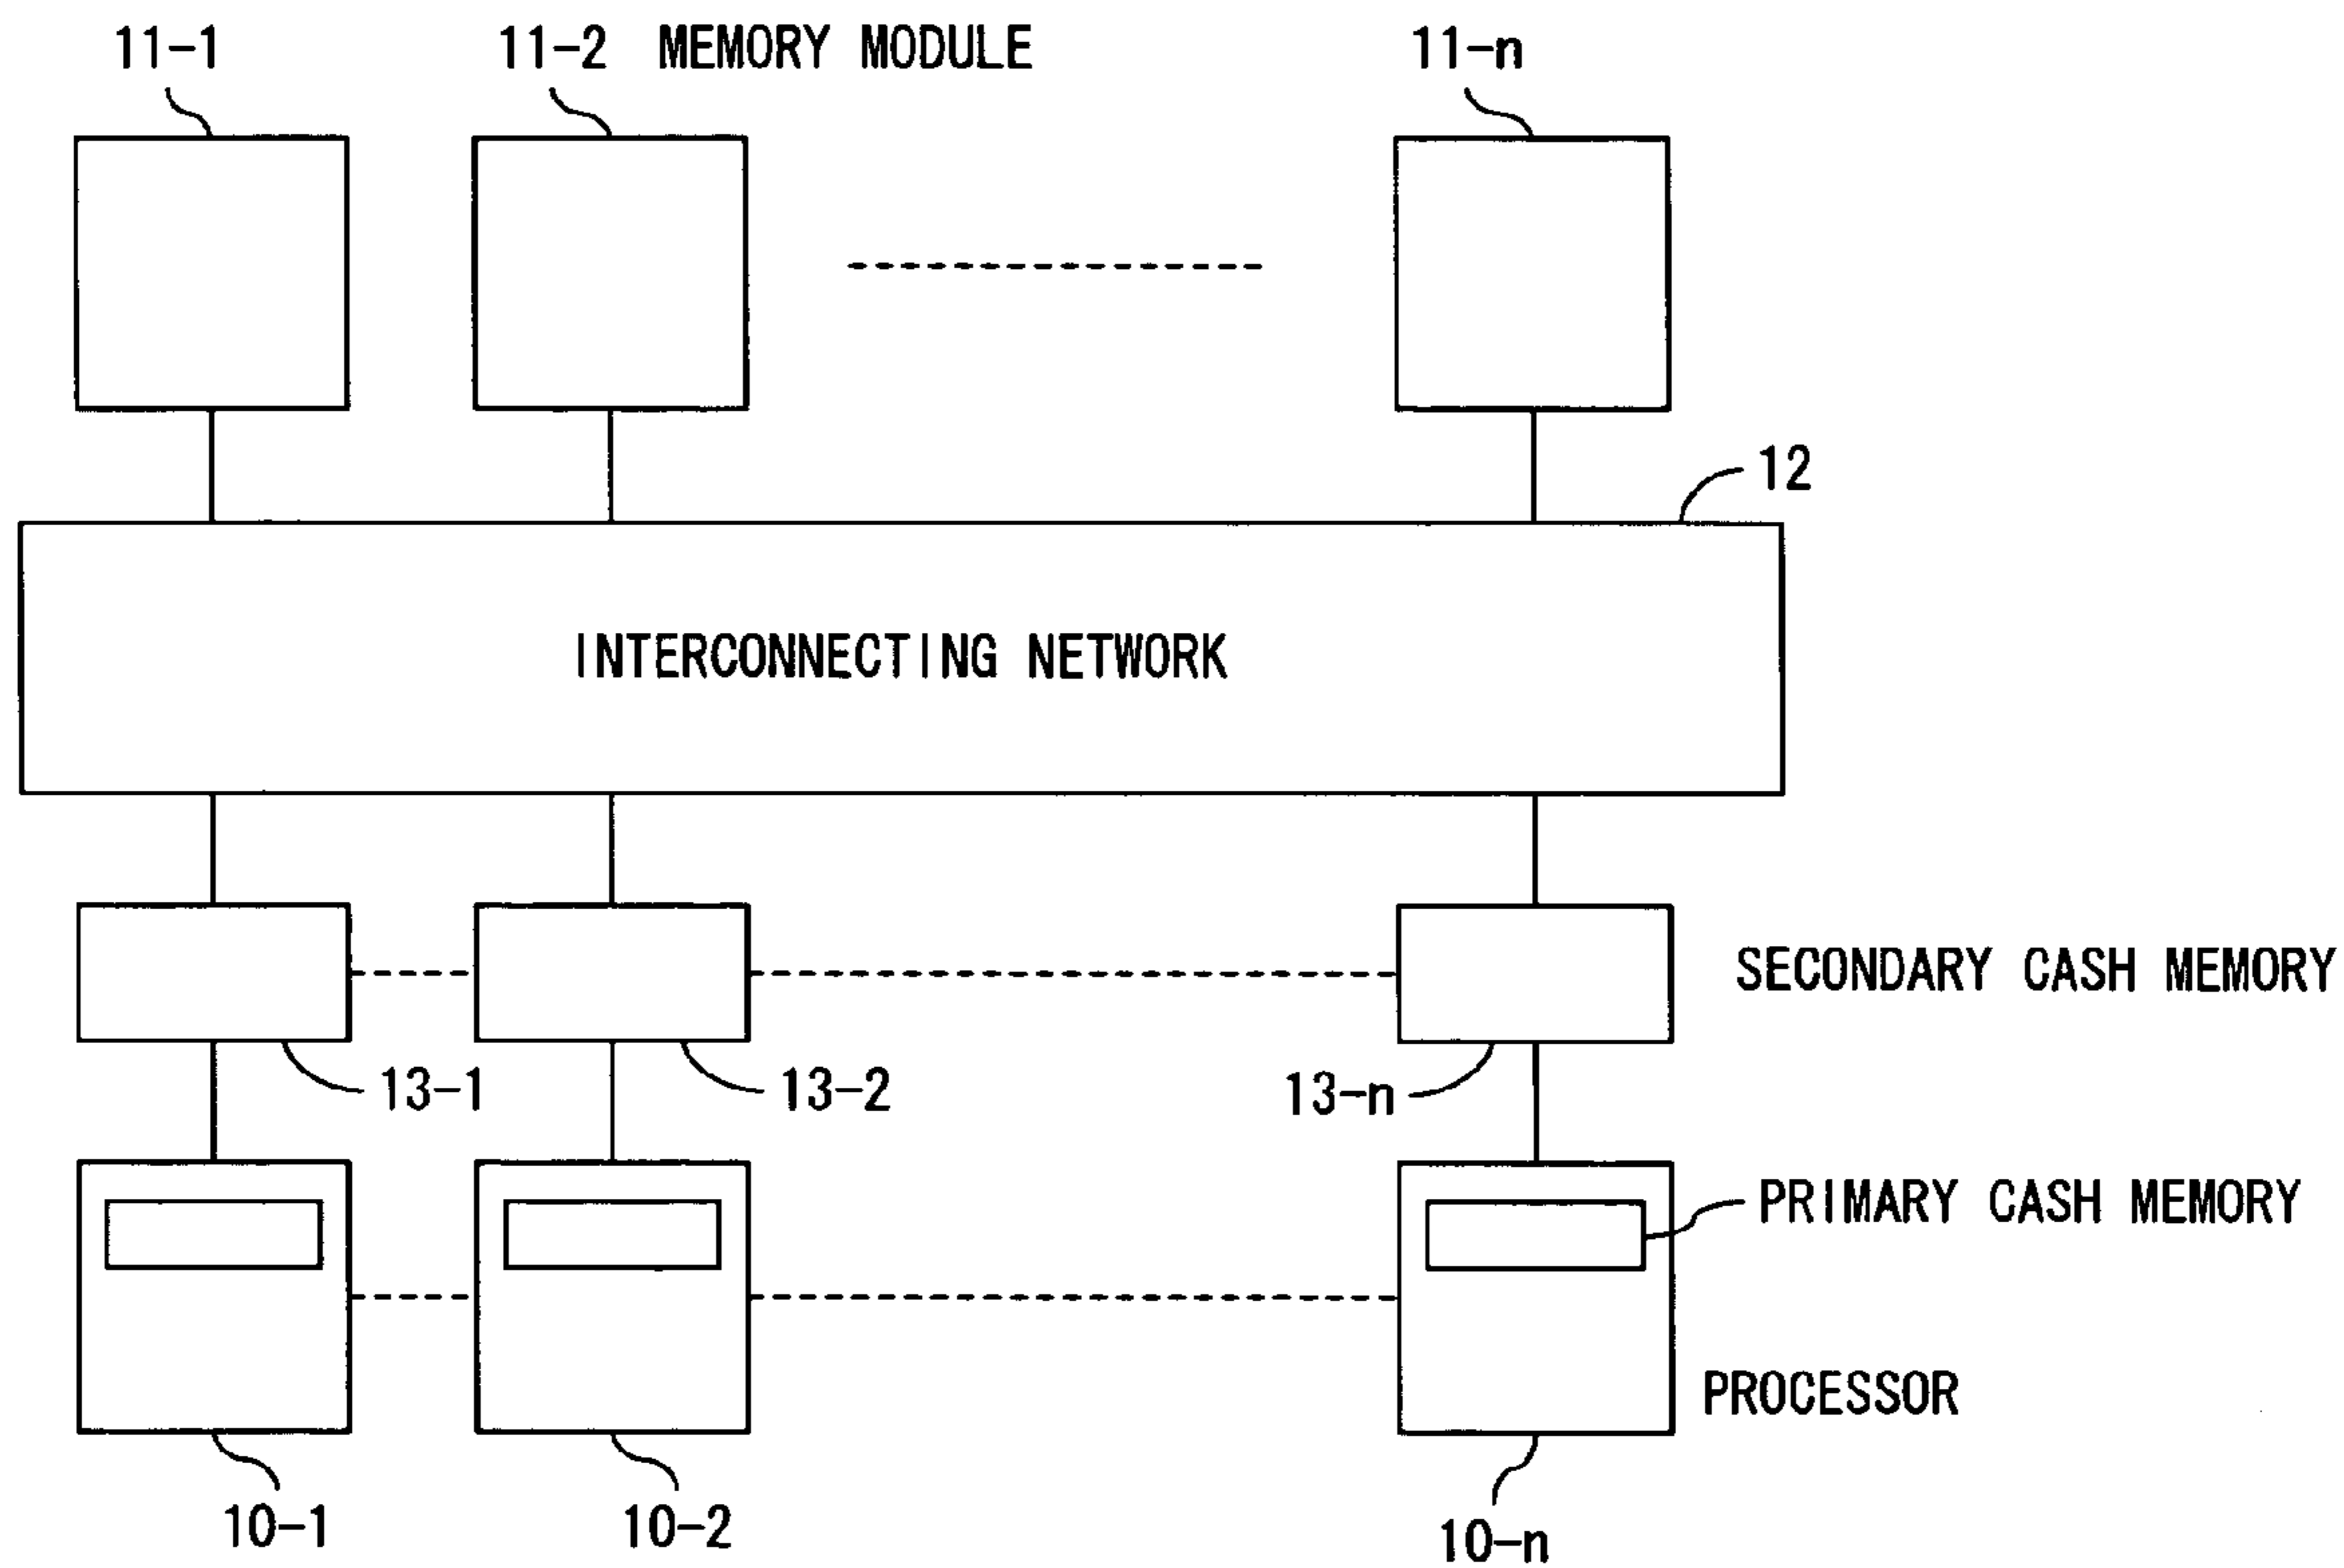 11-1
11-2 MEMORY MODULE
11-n
12
INTERCONNECTING NETWORK
SECONDARY CASH MEMORY
13-1
13-2
13-n
PRIMARY CASH MEMORY
PROCESSOR
10-1
10-2
10-n